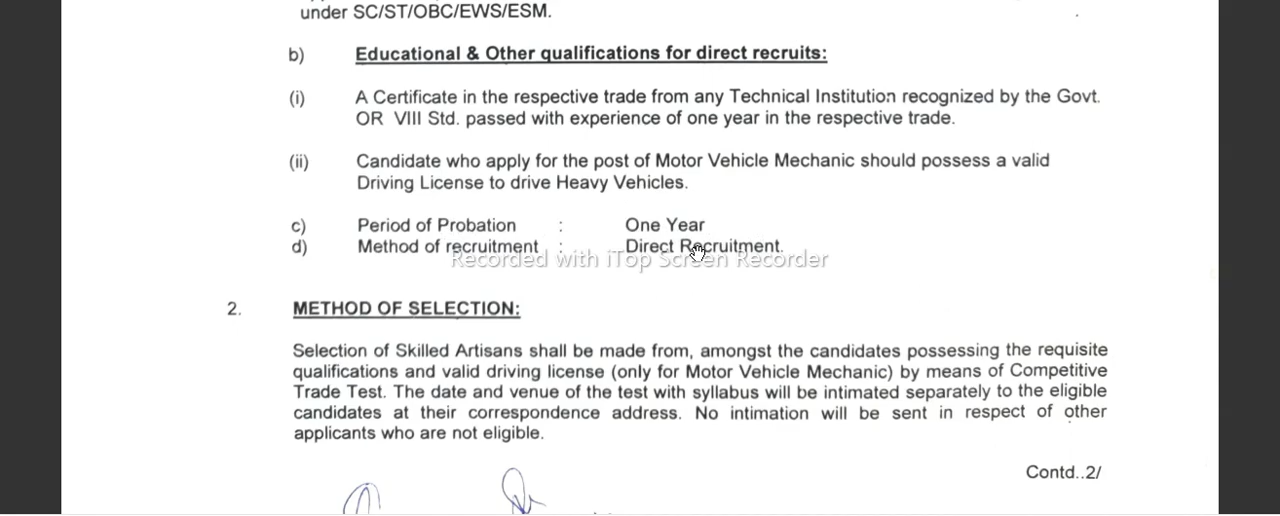 under SC/ST/OBC/EWS/ESM.
b) Educational & Other qualifications for direct recruits:
(i) A Certificate in the respective trade from any Technical Institution recognized by the Govt.
OR VIII Std. passed with experience of one year in the respective trade.
(ii) Candidate who apply for the post of Motor Vehicle Mechanic should possess a valid
Driving License to drive Heavy Vehicles.
c) Period of Probation : One Year
d) Method of recruitment : Direct Recruitment.
Recorded with iTop Screen Recorder
2. METHOD OF SELECTION:
Selection of Skilled Artisans shall be made from, amongst the candidates possessing the requisite
qualifications and valid driving license (only for Motor Vehicle Mechanic) by means of Competitive
Trade Test. The date and venue of the test with syllabus will be intimated separately to the eligible
candidates at their correspondence address. No intimation will be sent in respect of other
applicants who are not eligible.
Contd..2/